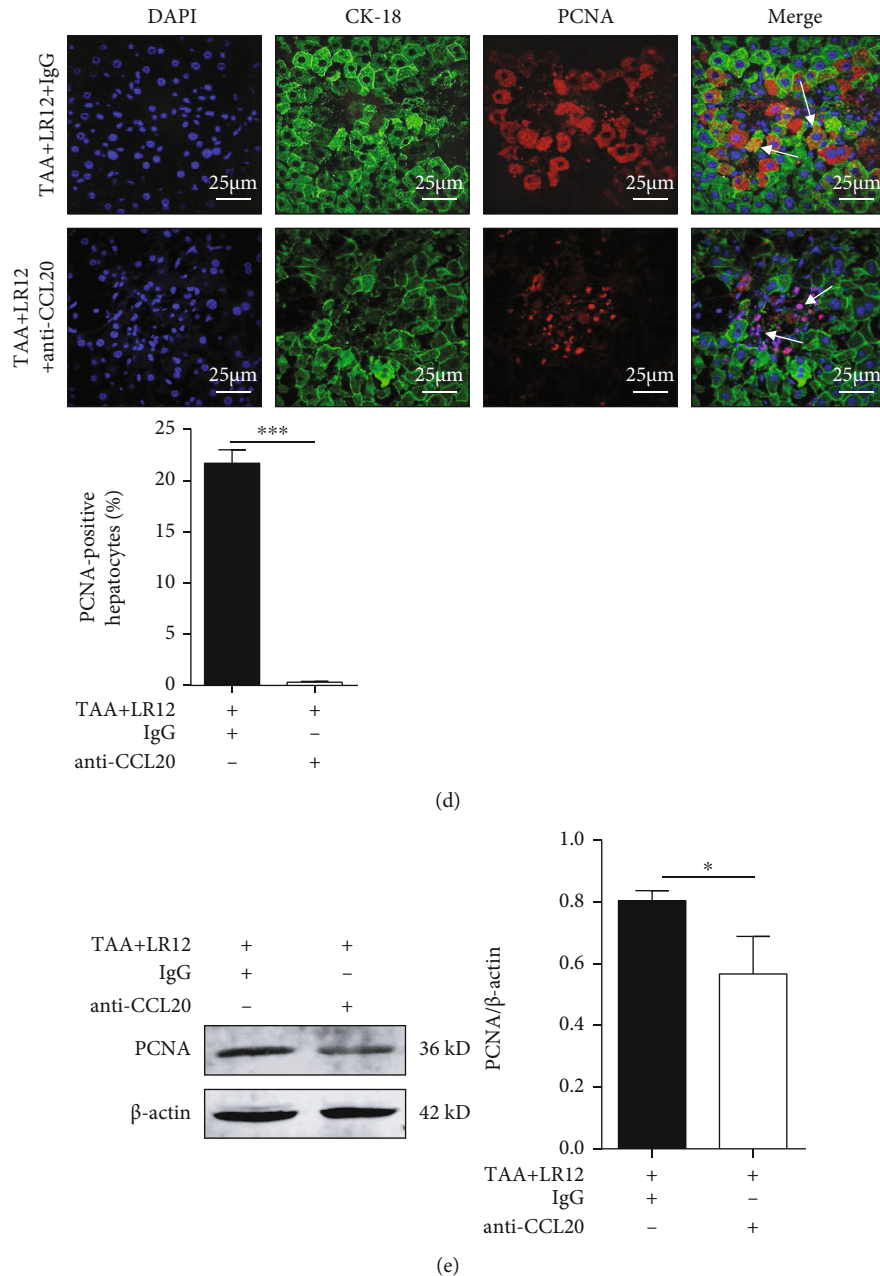 DAPI CK-18 PCNA Merge
TAA+LR12+IgG
25μm 25μm 25μm 25μm
TAA+LR12
+anti-CCL20
25μm 25μm 25μm 25μm
PCNA-positive
hepatocytes (%)
25
20
15
10
5
0
***
TAA+LR12 + +
IgG + –
anti-CCL20 – +
(d)
TAA+LR12 + +
IgG + –
anti-CCL20 – +
PCNA 36 kD
β-actin 42 kD
PCNA/β-actin
1.0
0.8
0.6
0.4
0.2
0.0
*
TAA+LR12 + +
IgG + –
anti-CCL20 – +
(e)